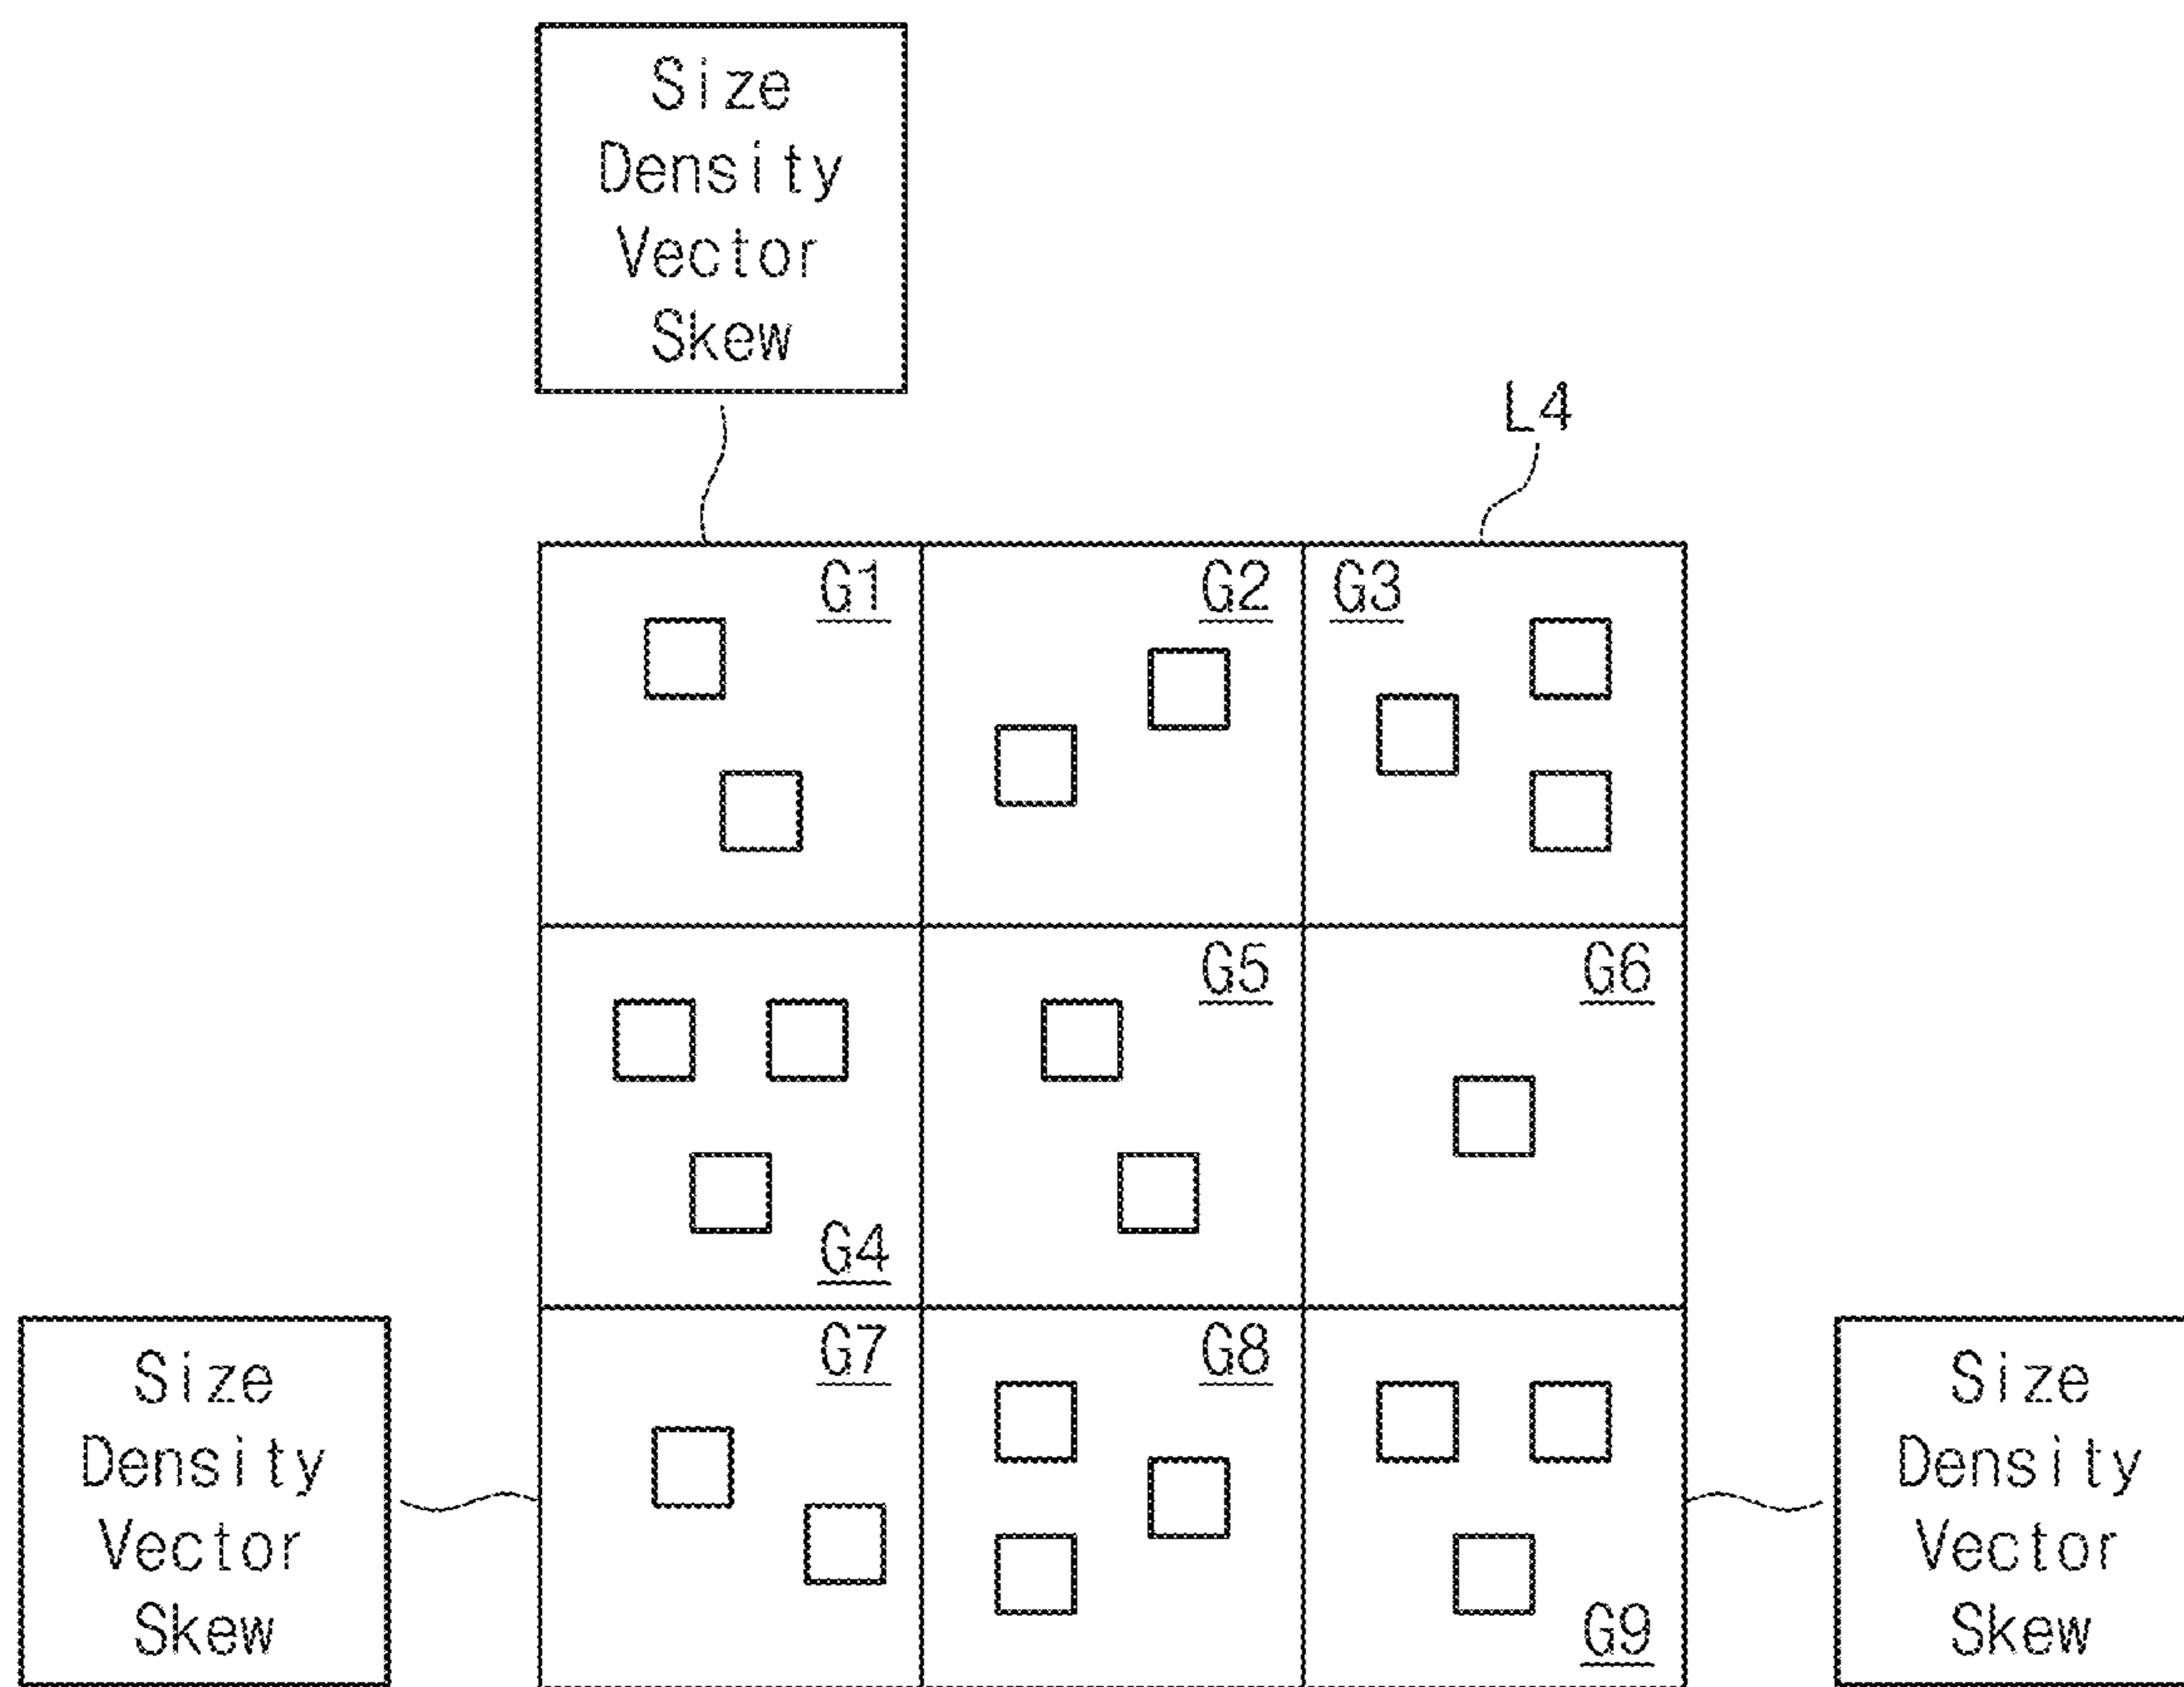 Size
Density
Vector
Skew
L4
G1
G2
G3
G4
G5
G6
G7
G8
G9
Size
Density
Vector
Skew
Size
Density
Vector
Skew